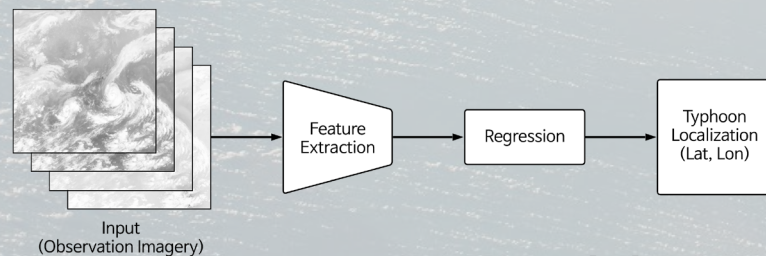 Input
(Observation Imagery)
Feature
Extraction
Regression
Typhoon
Localization
(Lat, Lon)